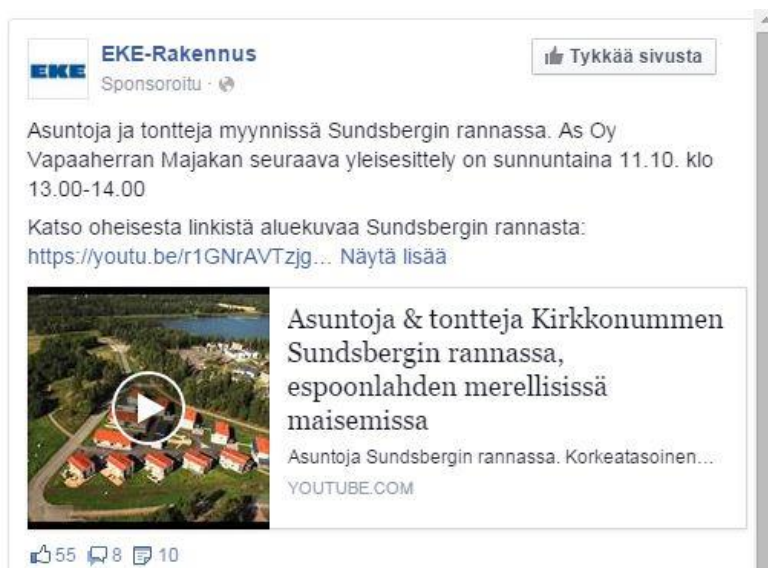 EKE
EKE-Rakennus
Sponsoroitu ·
Tykkää sivusta
Asuntoja ja tontteja myynnissä Sundsbergin rannassa. As Oy
Vapaaherran Majakan seuraava yleisesittely on sunnuntaina 11.10. klo
13.00-14.00
Katso oheisesta linkistä aluekuvaa Sundsbergin rannasta:
https://youtu.be/r1GNrAVTzjg... Näytä lisää
Asuntoja & tontteja Kirkkonummen
Sundsbergin rannassa,
espoonlahden merellisissä
maisemissa
Asuntoja Sundsbergin rannassa. Korkeatasoinen...
YOUTUBE.COM
55 8 10